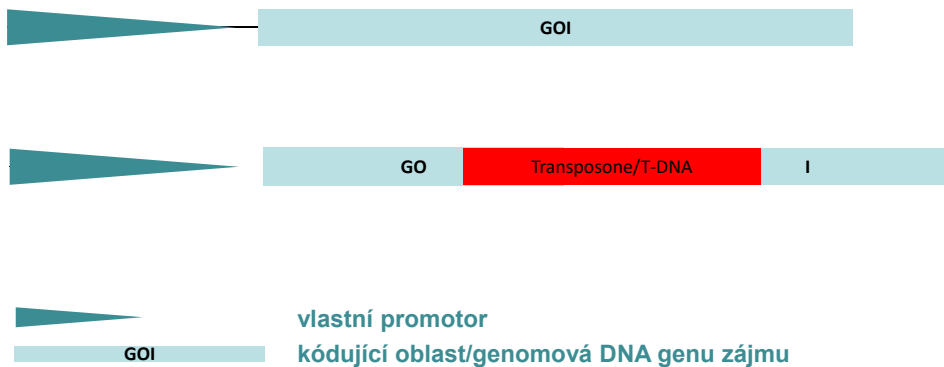 GOI
GO Transposone/T-DNA I
vlastní promotor
GOI kódující oblast/genomová DNA genu zájmu